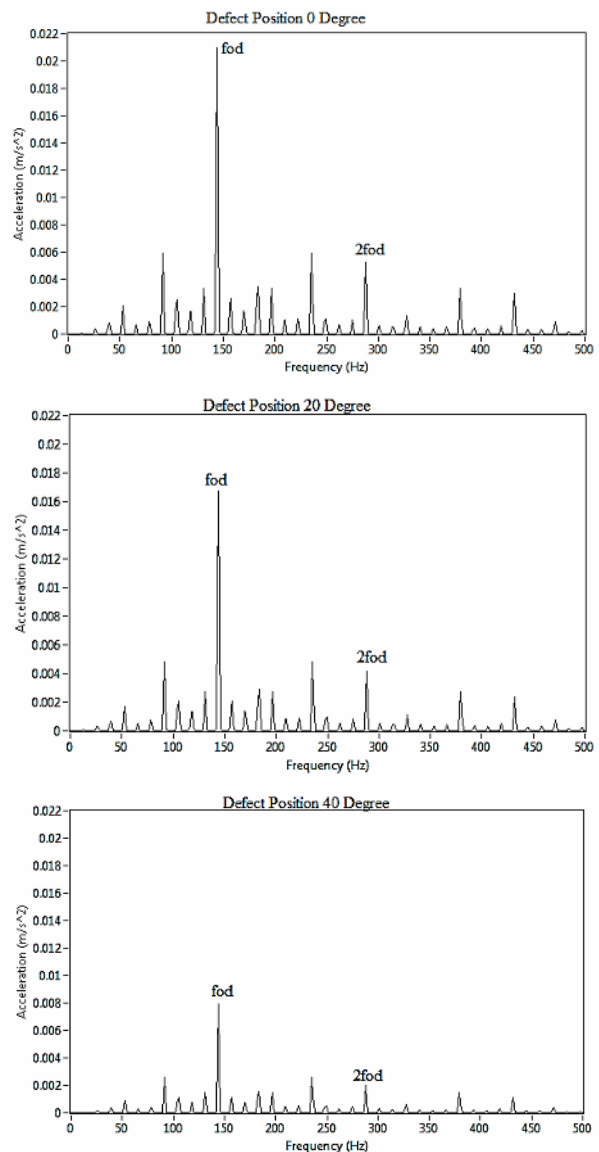 Defect Position 0 Degree
0.022
0.02
0.018
0.016
0.014
0.012
0.01
0.008
0.006
0.004
0.002
0
Acceleration (m/s^2)
fod
2fod
0 50 100 150 200 250 300 350 400 450 500
Frequency (Hz)
Defect Position 20 Degree
0.022
0.02
0.018
0.016
0.014
0.012
0.01
0.008
0.006
0.004
0.002
0
Acceleration (m/s^2)
fod
2fod
0 50 100 150 200 250 300 350 400 450 500
Frequency (Hz)
Defect Position 40 Degree
0.022
0.02
0.018
0.016
0.014
0.012
0.01
0.008
0.006
0.004
0.002
0
Acceleration (m/s^2)
fod
2fod
0 50 100 150 200 250 300 350 400 450 500
Frequency (Hz)